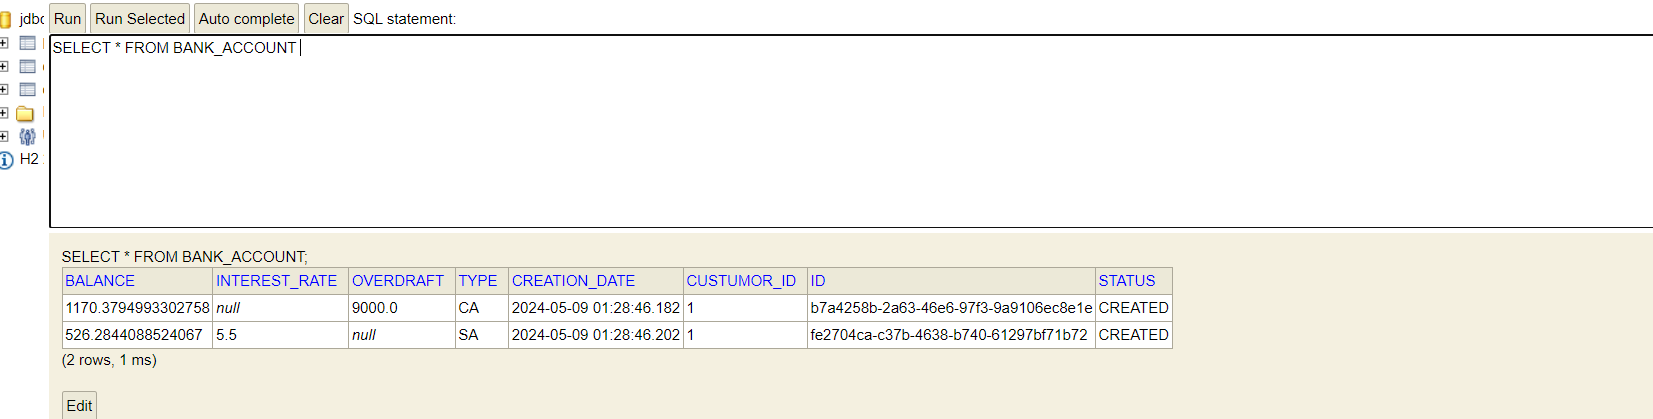 jdbc Run Run Selected Auto complete Clear SQL statement:
SELECT * FROM BANK_ACCOUNT
H2
SELECT * FROM BANK_ACCOUNT;
BALANCE INTEREST_RATE OVERDRAFT TYPE CREATION_DATE CUSTUMOR_ID ID STATUS
1170.3794993302758 null 9000.0 CA 2024-05-09 01:28:46.182 1 b7a4258b-2a63-46e6-97f3-9a9106ec8e1e CREATED
526.2844088524067 5.5 null SA 2024-05-09 01:28:46.202 1 fe2704ca-c37b-4638-b740-61297bf71b72 CREATED
(2 rows, 1 ms)
Edit